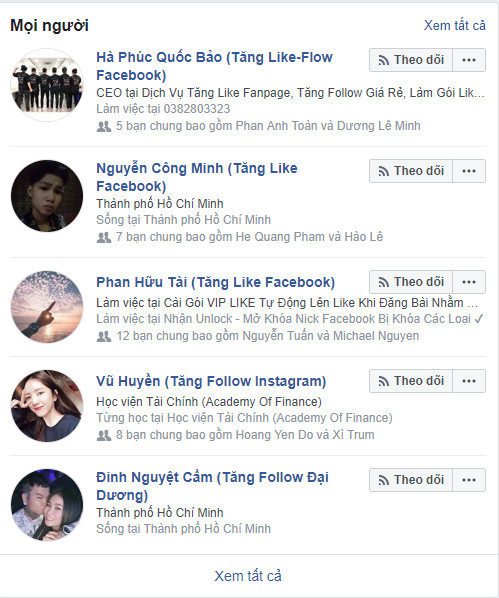 Mọi người
Xem tất cả
Hà Phúc Quốc Bảo (Tăng Like-Flow
Facebook)
Theo dõi
CEO tại Dịch Vụ Tăng Like Fanpage, Tăng Follow Giá Rẻ, Làm Gói Lik...
Làm việc tại 0382803323
5 bạn chung bao gồm Phan Anh Toàn và Dương Lê Minh
Nguyễn Công Minh (Tăng Like
Facebook)
Theo dõi
Thành phố Hồ Chí Minh
Sống tại Thành phố Hồ Chí Minh
7 bạn chung bao gồm He Quang Pham và Hảo Lê
Phan Hữu Tài (Tăng Like Facebook)
Theo dõi
Làm việc tại Cài Gói VIP LIKE Tự Động Lên Like Khi Đăng Bài Nhằm ...
Làm việc tại Nhận Unlock - Mở Khóa Nick Facebook Bị Khóa Các Loại ✓
12 bạn chung bao gồm Nguyễn Tuấn và Michael Nguyen
Vũ Huyền (Tăng Follow Instagram)
Theo dõi
Học viện Tài Chính (Academy Of Finance)
Từng học tại Học viện Tài Chính (Academy Of Finance)
8 bạn chung bao gồm Hoang Yen Do và Xì Trum
Đinh Nguyệt Cầm (Tăng Follow Đại
Dương)
Theo dõi
Thành phố Hồ Chí Minh
Sống tại Thành phố Hồ Chí Minh
Xem tất cả